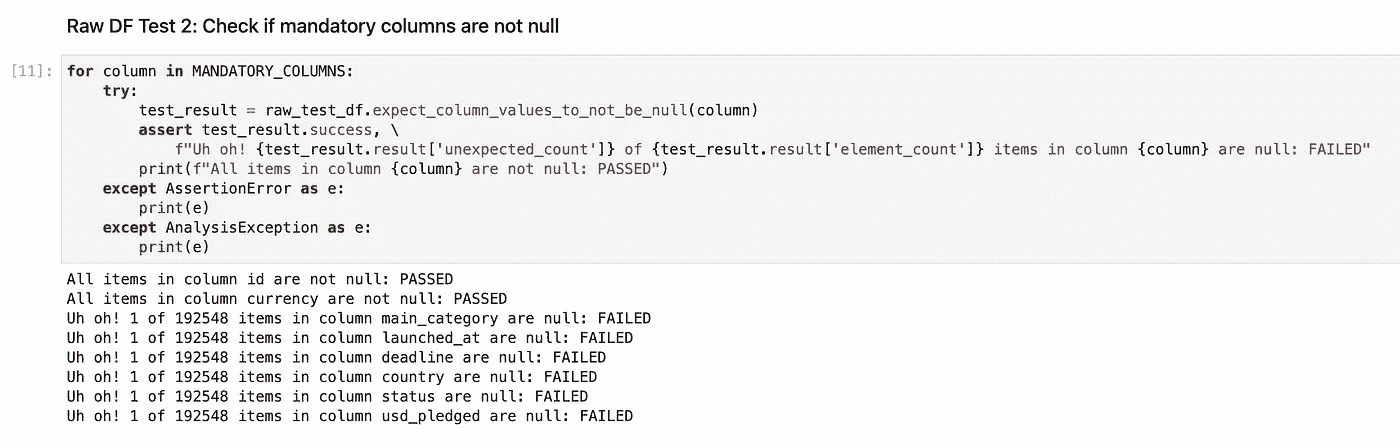 Raw DF Test 2: Check if mandatory columns are not null
[11]: for column in MANDATORY_COLUMNS:
    try:
        test_result = raw_test_df.expect_column_values_to_not_be_null(column)
        assert test_result.success, \
            f"Uh oh! {test_result.result['unexpected_count']} of {test_result.result['element_count']} items in column {column} are null: FAILED"
        print(f"All items in column {column} are not null: PASSED")
    except AssertionError as e:
        print(e)
    except AnalysisException as e:
        print(e)
All items in column id are not null: PASSED
All items in column currency are not null: PASSED
Uh oh! 1 of 192548 items in column main_category are null: FAILED
Uh oh! 1 of 192548 items in column launched_at are null: FAILED
Uh oh! 1 of 192548 items in column deadline are null: FAILED
Uh oh! 1 of 192548 items in column country are null: FAILED
Uh oh! 1 of 192548 items in column status are null: FAILED
Uh oh! 1 of 192548 items in column usd_pledged are null: FAILED